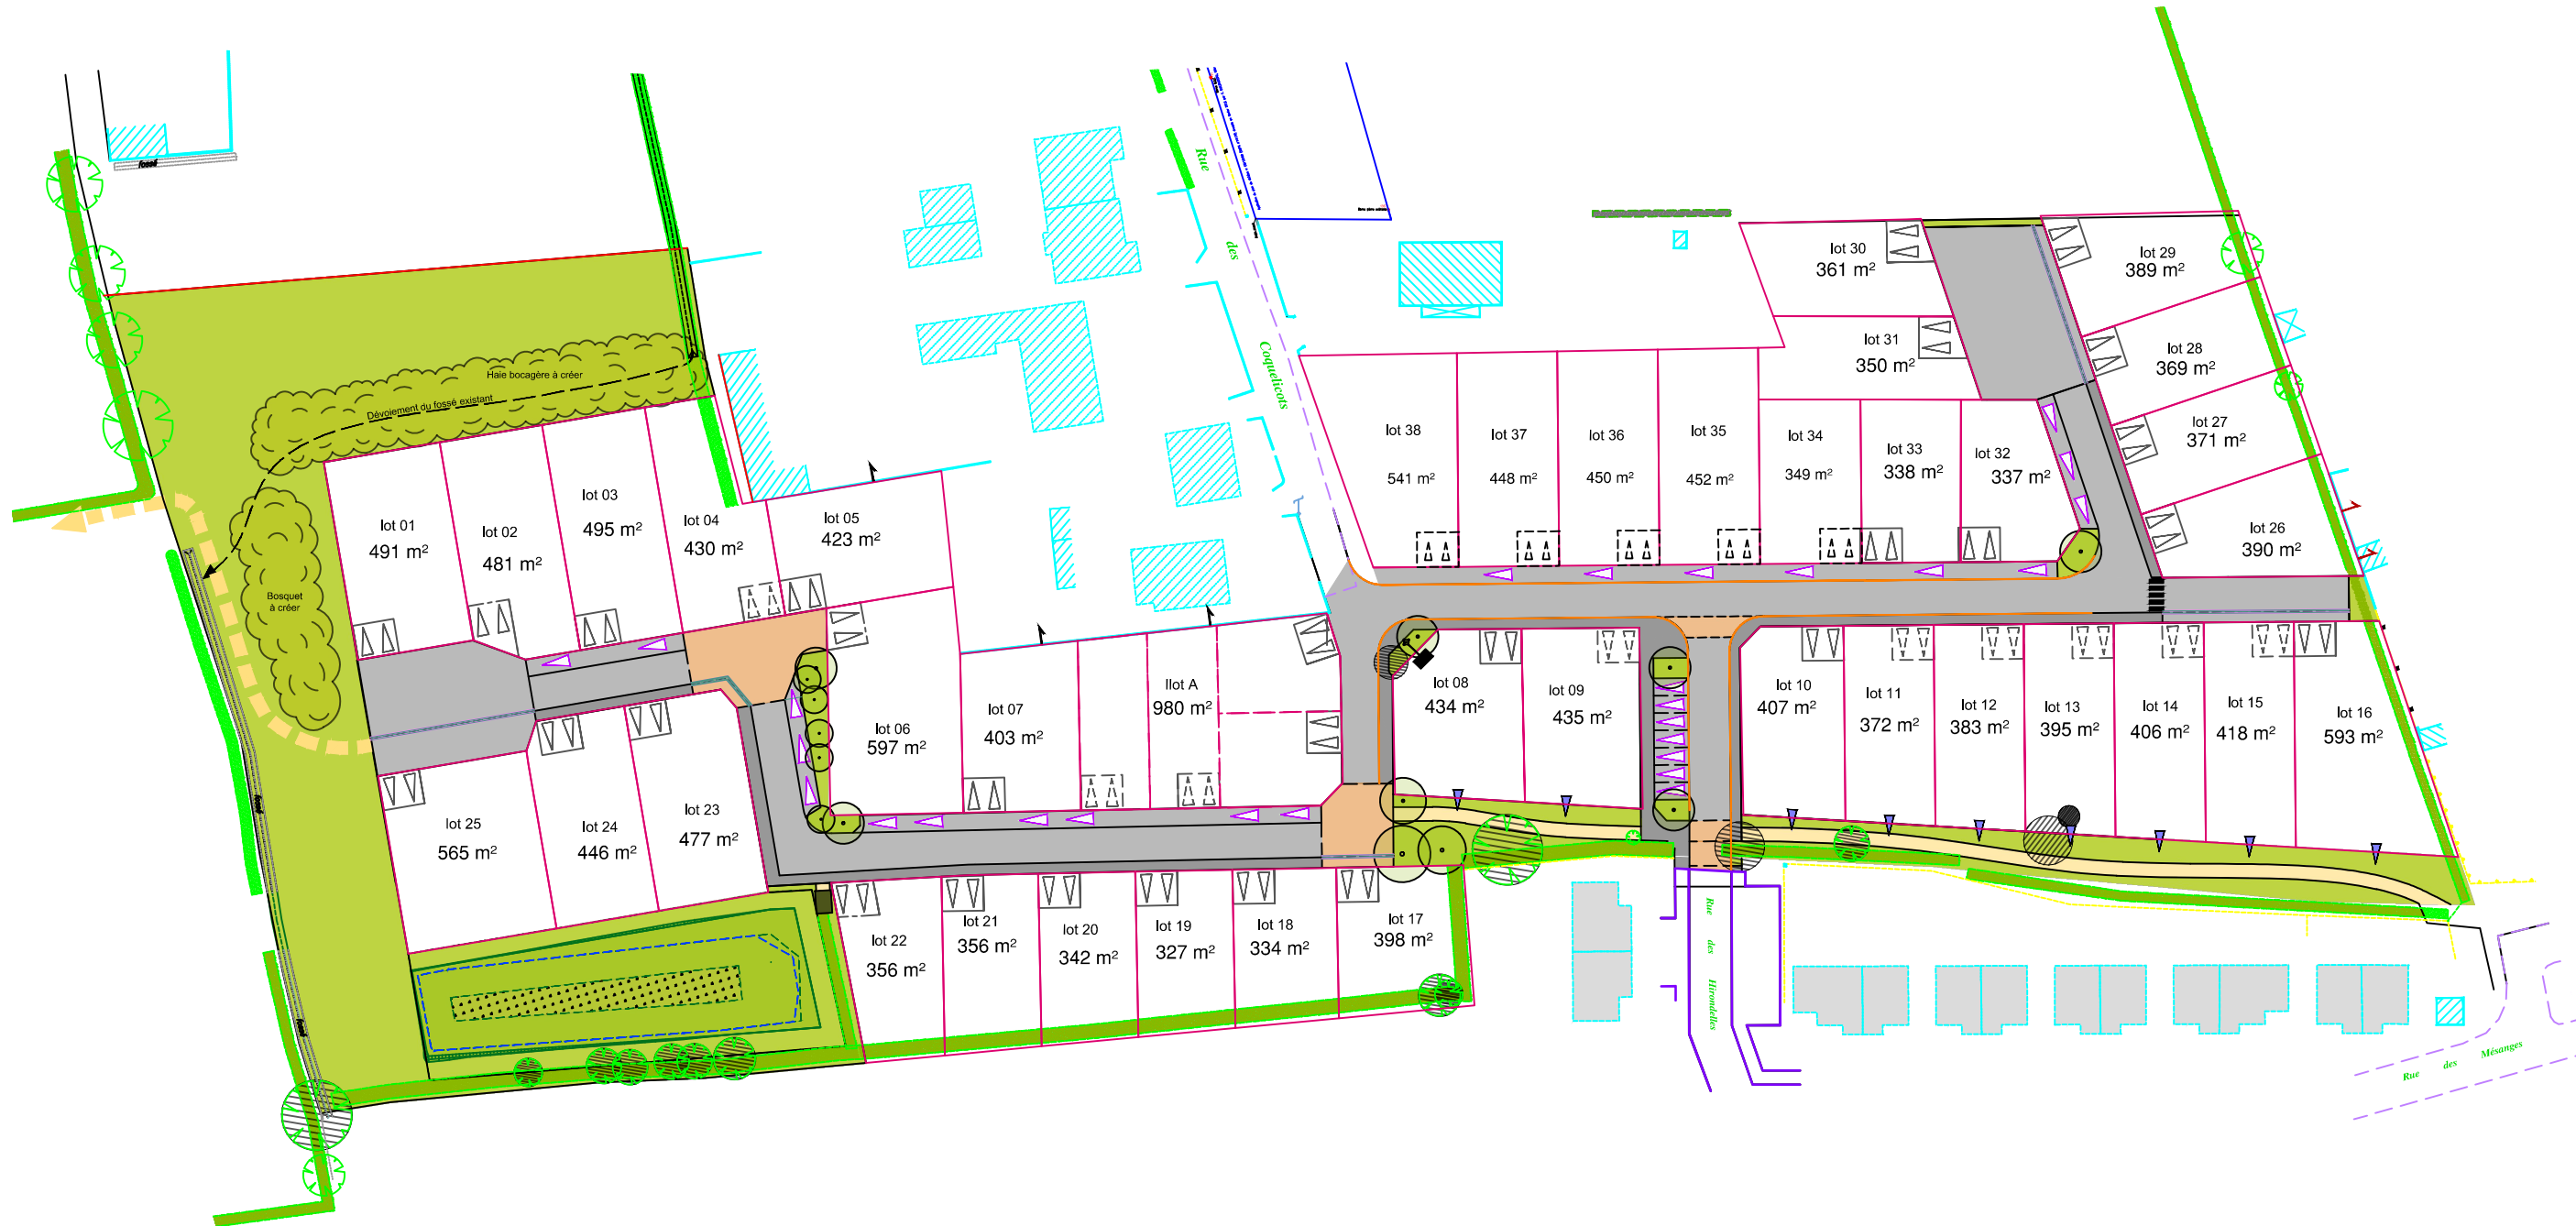 fossé
Rue
des
Coquelicots
Haie bocagère à créer
Dévoiement du fossé existant
Bosquet
à créer
lot 01
491 m²
lot 02
481 m²
lot 03
495 m²
lot 04
430 m²
lot 05
423 m²
lot 06
597 m²
lot 07
403 m²
Ilot A
980 m²
lot 08
434 m²
lot 09
435 m²
lot 10
407 m²
lot 11
372 m²
lot 12
383 m²
lot 13
395 m²
lot 14
406 m²
lot 15
418 m²
lot 16
593 m²
lot 17
398 m²
lot 18
334 m²
lot 19
327 m²
lot 20
342 m²
lot 21
356 m²
lot 22
356 m²
lot 23
477 m²
lot 24
446 m²
lot 25
565 m²
lot 26
390 m²
lot 27
371 m²
lot 28
369 m²
lot 29
389 m²
lot 30
361 m²
lot 31
350 m²
lot 32
337 m²
lot 33
338 m²
lot 34
349 m²
lot 35
452 m²
lot 36
450 m²
lot 37
448 m²
lot 38
541 m²
fossé
fossé
Rue des Hirondelles
Rue des Mésanges